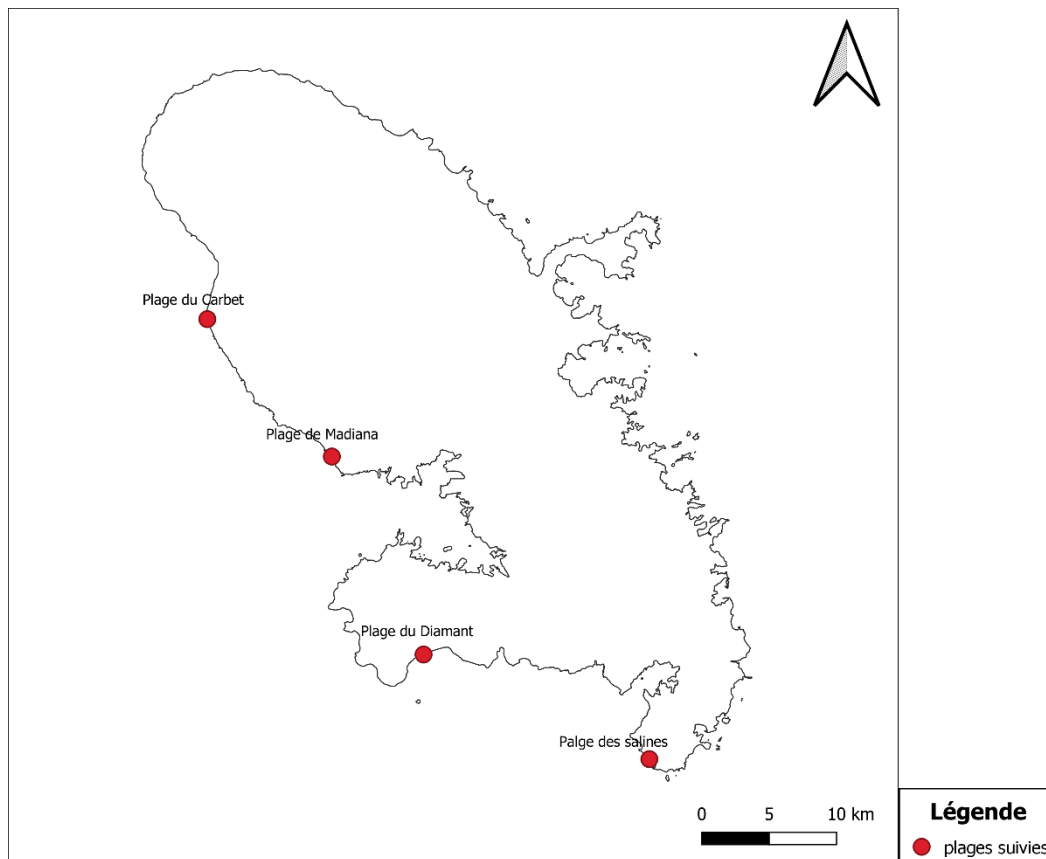 Plage du Carbet
Plage de Madiana
Plage du Diamant
Palge des salines
0 5 10 km
Légende
plages suivies